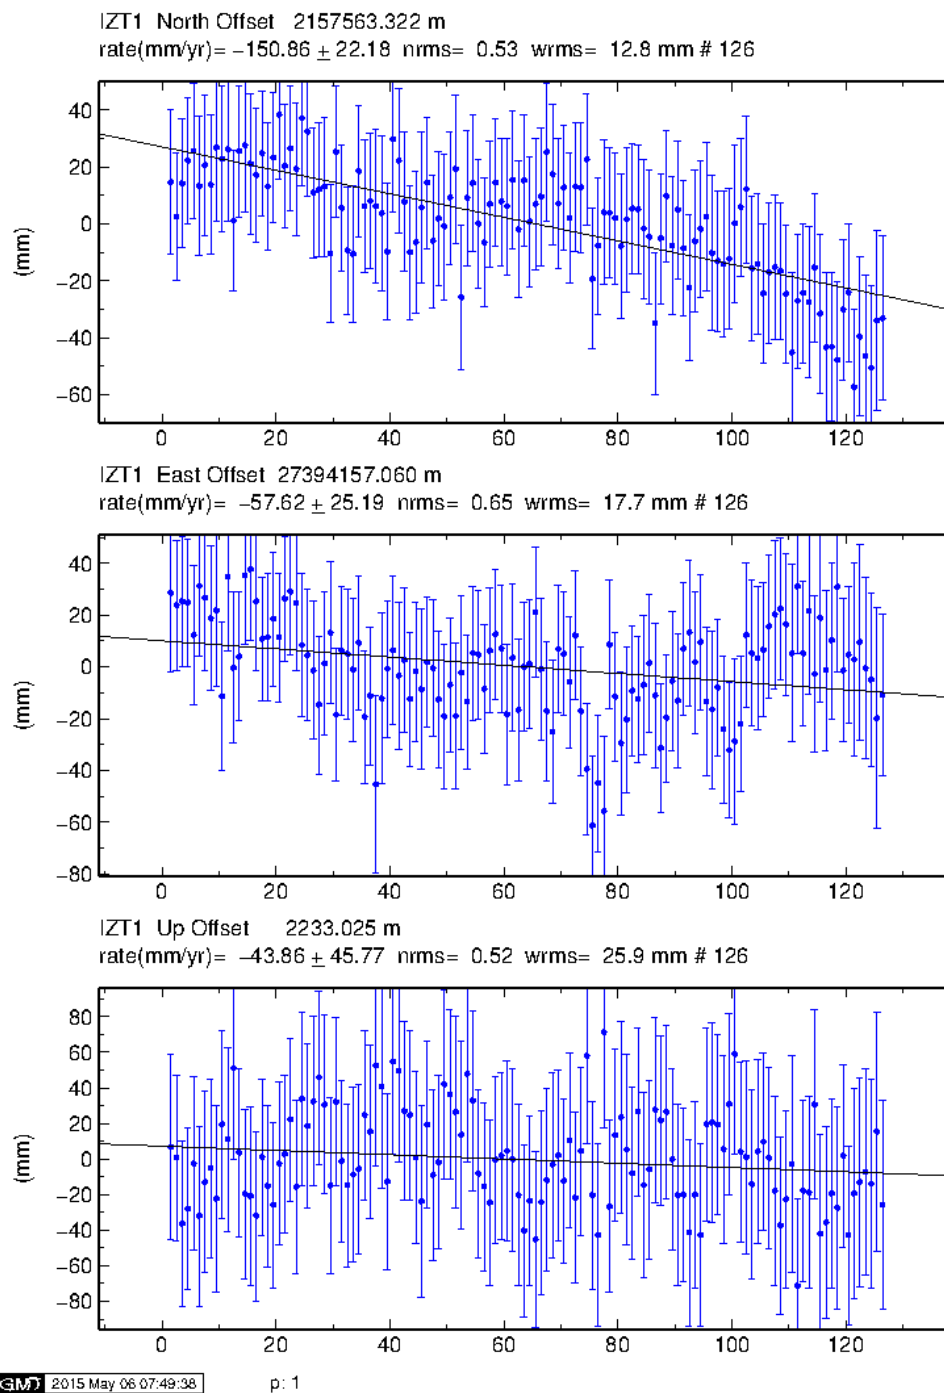 IZT1 North Offset 2157563.322 m
rate(mm/yr)= −150.86 ± 22.18 nrms= 0.53 wrms= 12.8 mm # 126
40
20
0
−20
−40
−60
(mm)
0 20 40 60 80 100 120
IZT1 East Offset 27394157.060 m
rate(mm/yr)= −57.62 ± 25.19 nrms= 0.65 wrms= 17.7 mm # 126
40
20
0
−20
−40
−60
−80
(mm)
0 20 40 60 80 100 120
IZT1 Up Offset 2233.025 m
rate(mm/yr)= −43.86 ± 45.77 nrms= 0.52 wrms= 25.9 mm # 126
80
60
40
20
0
−20
−40
−60
−80
(mm)
0 20 40 60 80 100 120
GMT 2015 May 06 07:49:38 p: 1